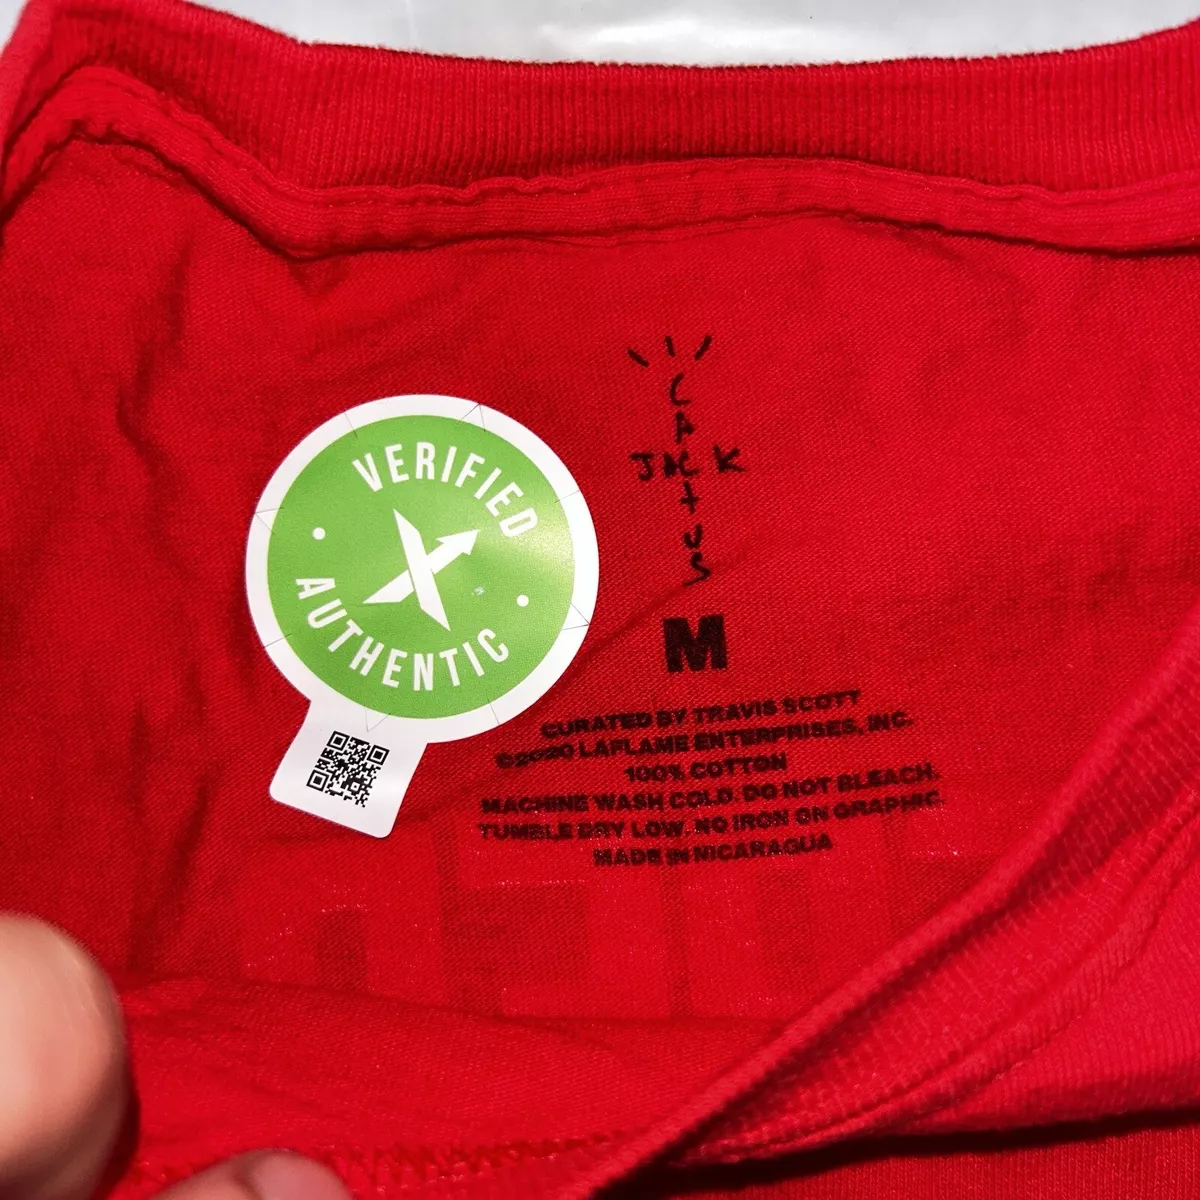 VERIFIED
AUTHENTIC
CACTUS
JACK
M
CURATED BY TRAVIS SCOTT
©2020 LAFLAME ENTERPRISES, INC.
100% COTTON
MACHINE WASH COLD. DO NOT BLEACH.
TUMBLE DRY LOW. NO IRON ON GRAPHIC.
MADE IN NICARAGUA